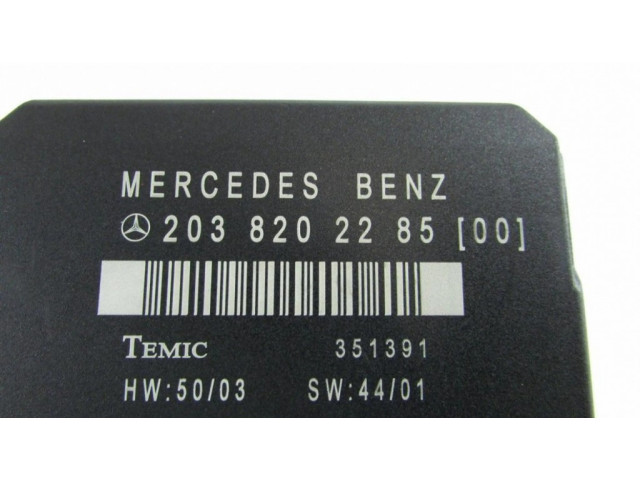 MERCEDES BENZ
203 820 22 85 [00]
TEMIC 351391
HW:50/03 SW:44/01